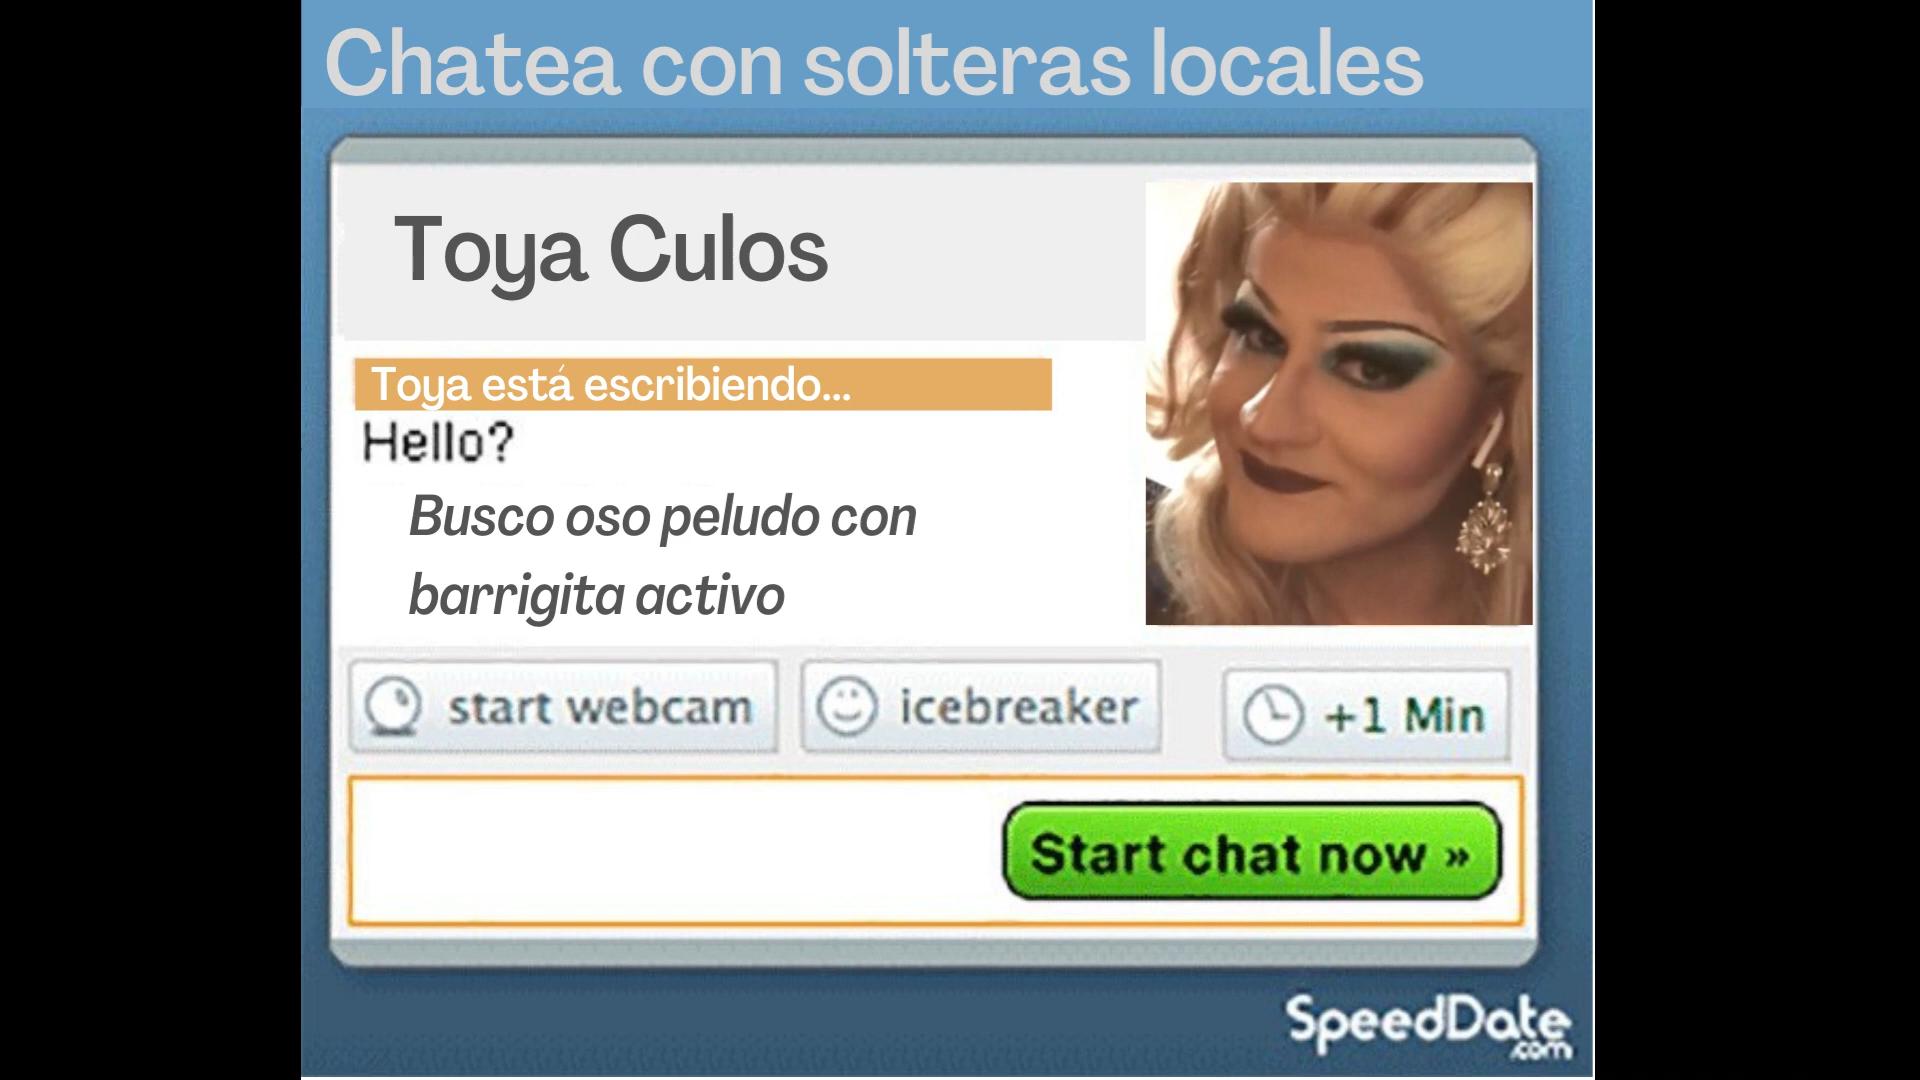 Chatea con solteras locales
Toya Culos
Toya está escribiendo...
Hello?
Busco oso peludo con
barrigita activo
start webcam
icebreaker
+1 Min
Start chat now »
SpeedDate
.com